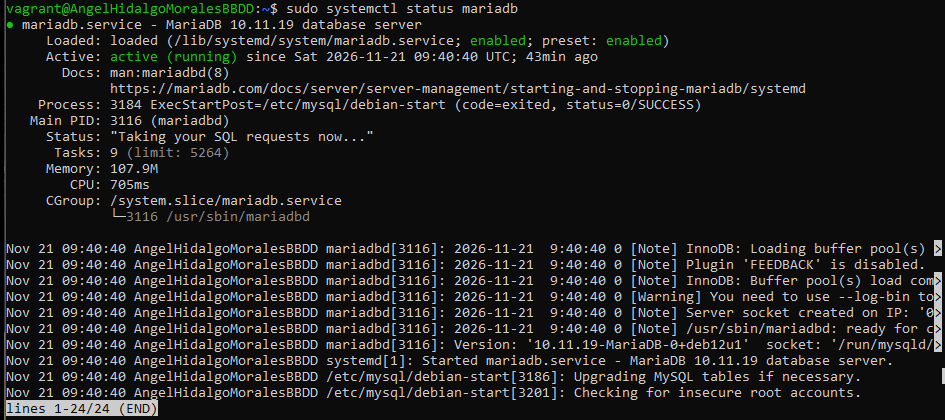 vagrant@AngelHidalgoMoralesBBDD:~$ sudo systemctl status mariadb
● mariadb.service - MariaDB 10.11.19 database server
     Loaded: loaded (/lib/systemd/system/mariadb.service; enabled; preset: enabled)
     Active: active (running) since Sat 2026-11-21 09:40:40 UTC; 43min ago
       Docs: man:mariadbd(8)
             https://mariadb.com/docs/server/server-management/starting-and-stopping-mariadb/systemd
    Process: 3184 ExecStartPost=/etc/mysql/debian-start (code=exited, status=0/SUCCESS)
   Main PID: 3116 (mariadbd)
     Status: "Taking your SQL requests now..."
      Tasks: 9 (limit: 5264)
     Memory: 107.9M
        CPU: 705ms
     CGroup: /system.slice/mariadb.service
             └─3116 /usr/sbin/mariadbd

Nov 21 09:40:40 AngelHidalgoMoralesBBDD mariadbd[3116]: 2026-11-21  9:40:40 0 [Note] InnoDB: Loading buffer pool(s) >
Nov 21 09:40:40 AngelHidalgoMoralesBBDD mariadbd[3116]: 2026-11-21  9:40:40 0 [Note] Plugin 'FEEDBACK' is disabled.
Nov 21 09:40:40 AngelHidalgoMoralesBBDD mariadbd[3116]: 2026-11-21  9:40:40 0 [Note] InnoDB: Buffer pool(s) load com>
Nov 21 09:40:40 AngelHidalgoMoralesBBDD mariadbd[3116]: 2026-11-21  9:40:40 0 [Warning] You need to use --log-bin to>
Nov 21 09:40:40 AngelHidalgoMoralesBBDD mariadbd[3116]: 2026-11-21  9:40:40 0 [Note] Server socket created on IP: '0>
Nov 21 09:40:40 AngelHidalgoMoralesBBDD mariadbd[3116]: 2026-11-21  9:40:40 0 [Note] /usr/sbin/mariadbd: ready for c>
Nov 21 09:40:40 AngelHidalgoMoralesBBDD mariadbd[3116]: Version: '10.11.19-MariaDB-0+deb12u1'  socket: '/run/mysqld/>
Nov 21 09:40:40 AngelHidalgoMoralesBBDD systemd[1]: Started mariadb.service - MariaDB 10.11.19 database server.
Nov 21 09:40:40 AngelHidalgoMoralesBBDD /etc/mysql/debian-start[3186]: Upgrading MySQL tables if necessary.
Nov 21 09:40:40 AngelHidalgoMoralesBBDD /etc/mysql/debian-start[3201]: Checking for insecure root accounts.
lines 1-24/24 (END)